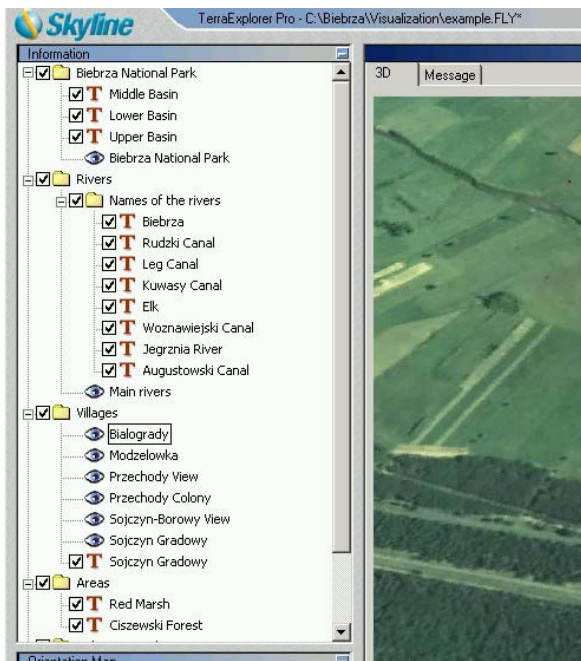 Skyline
TerraExplorer Pro - C:\Biebrza\Visualization\example.FLY*
Information
Biebrza National Park
Middle Basin
Lower Basin
Upper Basin
Biebrza National Park
Rivers
Names of the rivers
Biebrza
Rudzki Canal
Leg Canal
Kuwasy Canal
Elk
Woznawiejski Canal
Jegrznia River
Augustowski Canal
Main rivers
Villages
Bialogrady
Modzelowka
Przechody View
Przechody Colony
Sojczyn-Borowy View
Sojczyn Gradowy
Sojczyn Gradowy
Areas
Red Marsh
Ciszewski Forest
Orientation Map
3D
Message